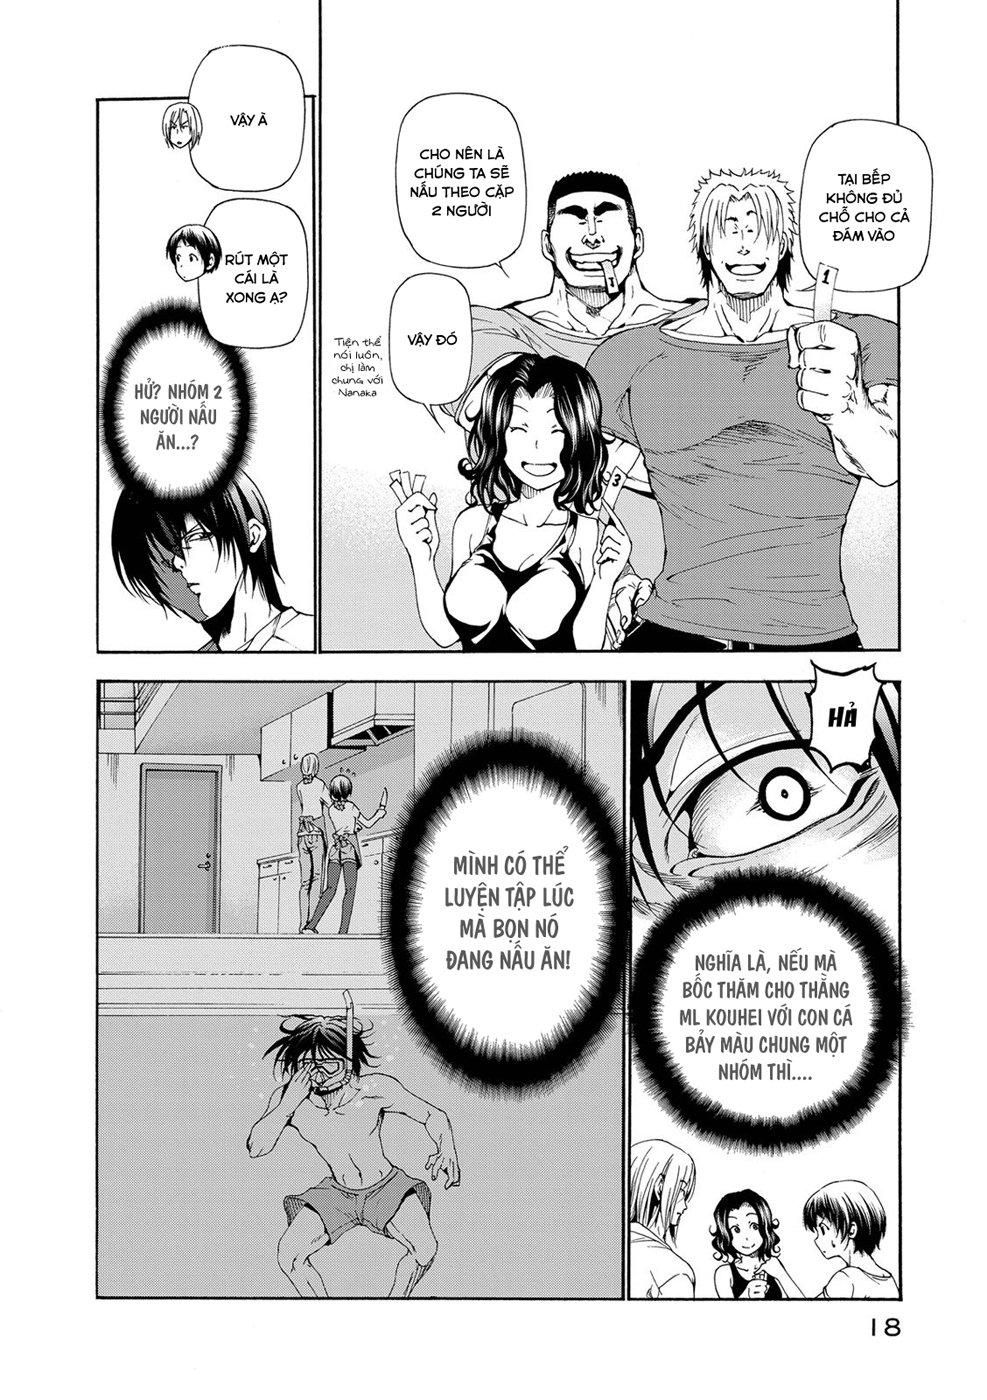 TẠI BẾP
KHÔNG ĐỦ
CHỖ CHO CẢ
ĐÁM VÀO
1
1
CHO NÊN LÀ
CHÚNG TA SẼ
NẤU THEO CẶP
2 NGƯỜI
VẬY ĐÓ
3
Tiện thể
nói luôn,
chị làm
chung với
Nanaka
VẬY À
RÚT MỘT
CÁI LÀ
XONG Ạ?
HỬ? NHÓM 2
NGƯỜI NẤU
ĂN...?
HẢ
NGHĨA LÀ, NẾU MÀ
BỐC THĂM CHO THẰNG
ML KOUHEI VỚI CON CÁ
BẢY MÀU CHUNG MỘT
NHÓM THÌ....
MÌNH CÓ THỂ
LUYỆN TẬP LÚC
MÀ BỌN NÓ
ĐANG NẤU ĂN!
18